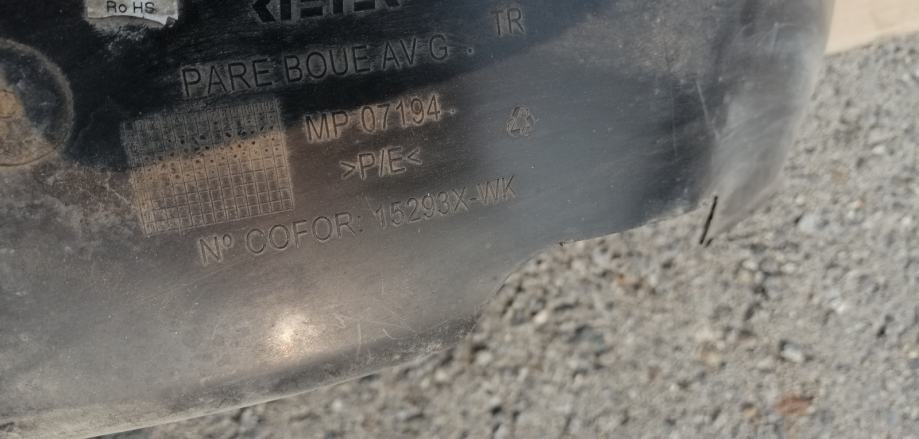 RoHS
TR
PARE BOUE AV G .
MP 07194
>P/E<
Nº COFOR: 15293X-WK